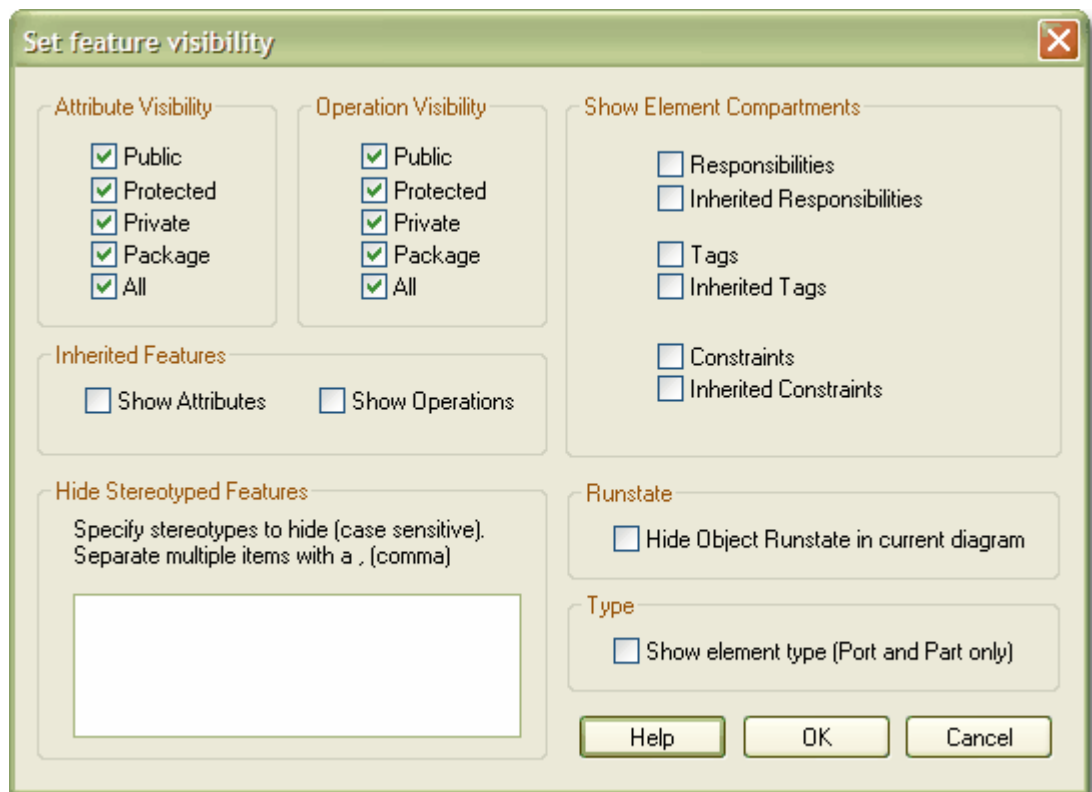 Set feature visibility
Attribute Visibility
Public
Protected
Private
Package
All
Operation Visibility
Public
Protected
Private
Package
All
Show Element Compartments
Responsibilities
Inherited Responsibilities
Tags
Inherited Tags
Constraints
Inherited Constraints
Inherited Features
Show Attributes
Show Operations
Hide Stereotyped Features
Specify stereotypes to hide (case sensitive).
Separate multiple items with a , (comma)
Runstate
Hide Object Runstate in current diagram
Type
Show element type (Port and Part only)
Help
OK
Cancel